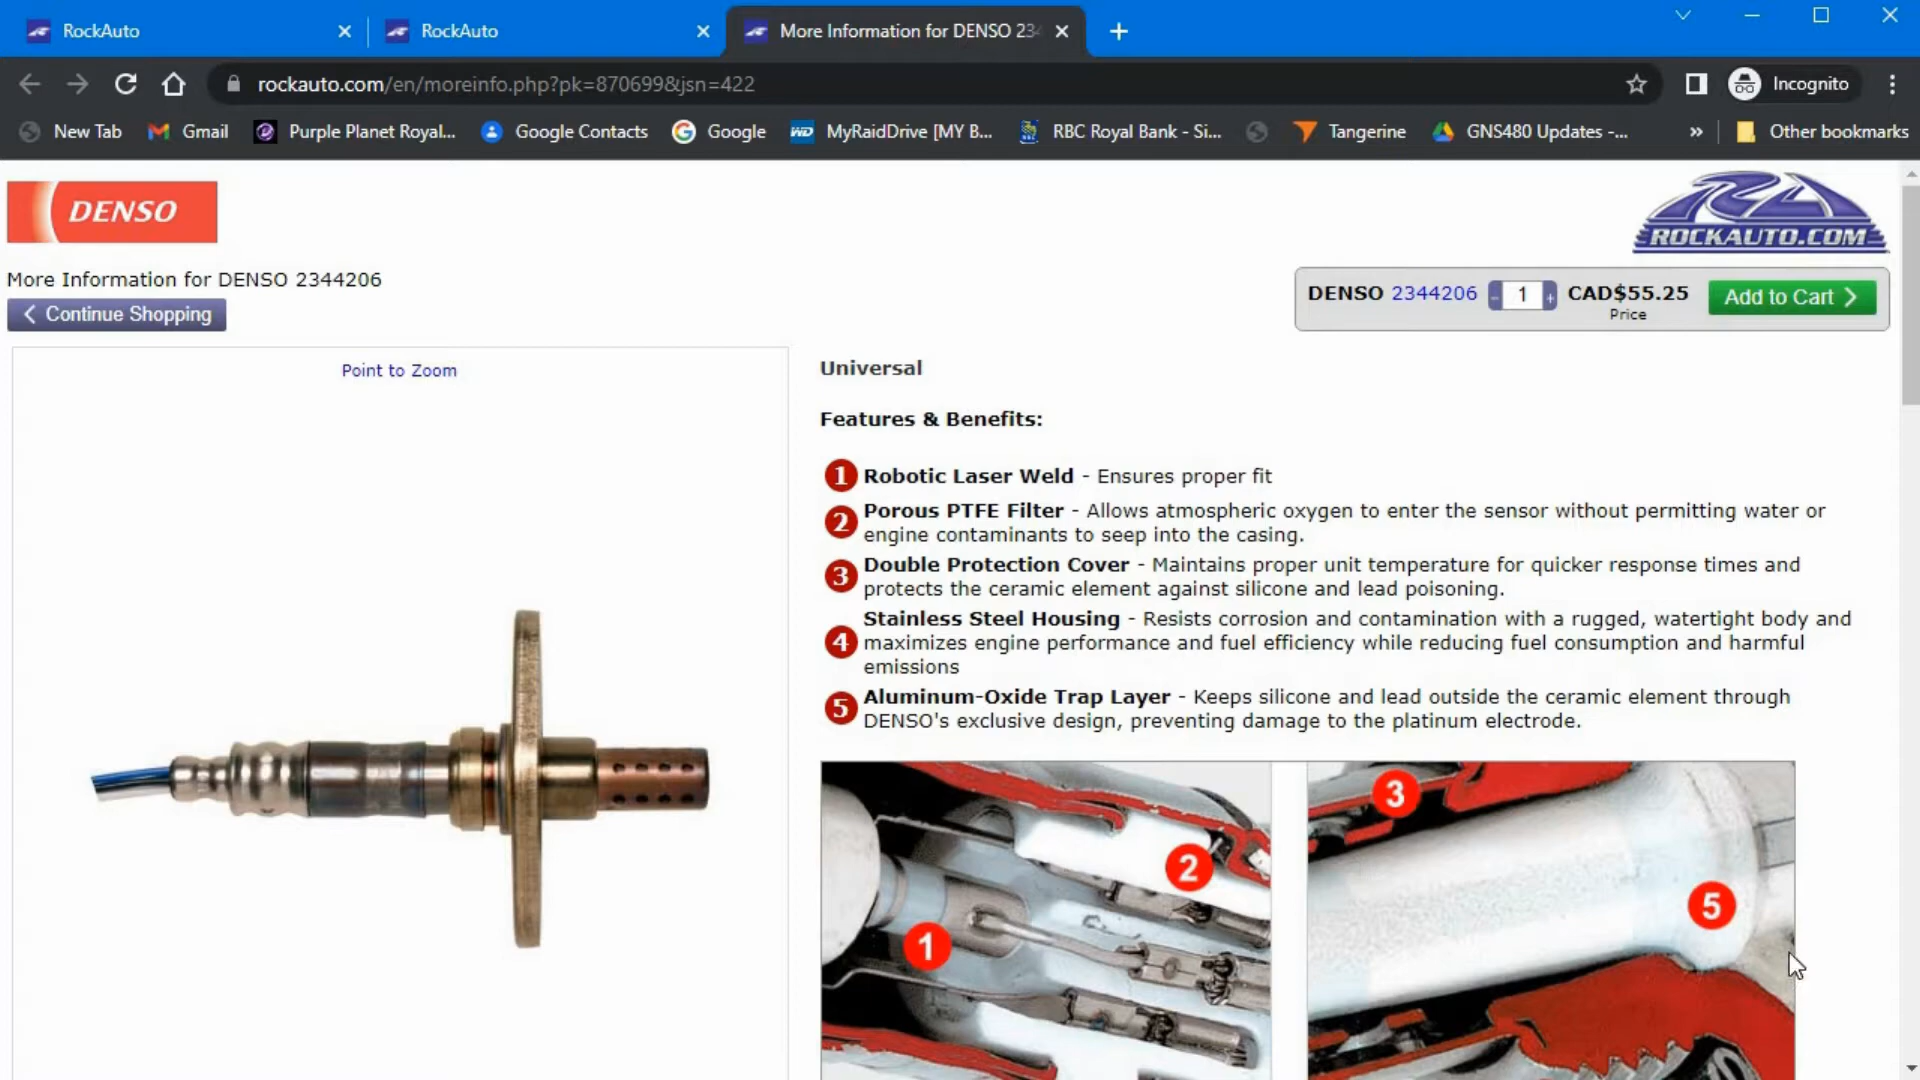 RockAuto
RockAuto
More Information for DENSO 234
rockauto.com/en/moreinfo.php?pk=870699&jsn=422
Incognito
New Tab
Gmail
Purple Planet Royal...
Google Contacts
Google
WD
MyRaidDrive [MY B...
RBC Royal Bank - Si...
Tangerine
GNS480 Updates -...
»
Other bookmarks
DENSO
ROCKAUTO.COM
More Information for DENSO 2344206
Continue Shopping
DENSO 2344206 - 1 + CAD$55.25 Add to Cart
Price
Point to Zoom
Universal
Features & Benefits:
1 Robotic Laser Weld - Ensures proper fit
2 Porous PTFE Filter - Allows atmospheric oxygen to enter the sensor without permitting water or
engine contaminants to seep into the casing.
3 Double Protection Cover - Maintains proper unit temperature for quicker response times and
protects the ceramic element against silicone and lead poisoning.
4 Stainless Steel Housing - Resists corrosion and contamination with a rugged, watertight body and
maximizes engine performance and fuel efficiency while reducing fuel consumption and harmful
emissions
5 Aluminum-Oxide Trap Layer - Keeps silicone and lead outside the ceramic element through
DENSO's exclusive design, preventing damage to the platinum electrode.
3
2
5
1